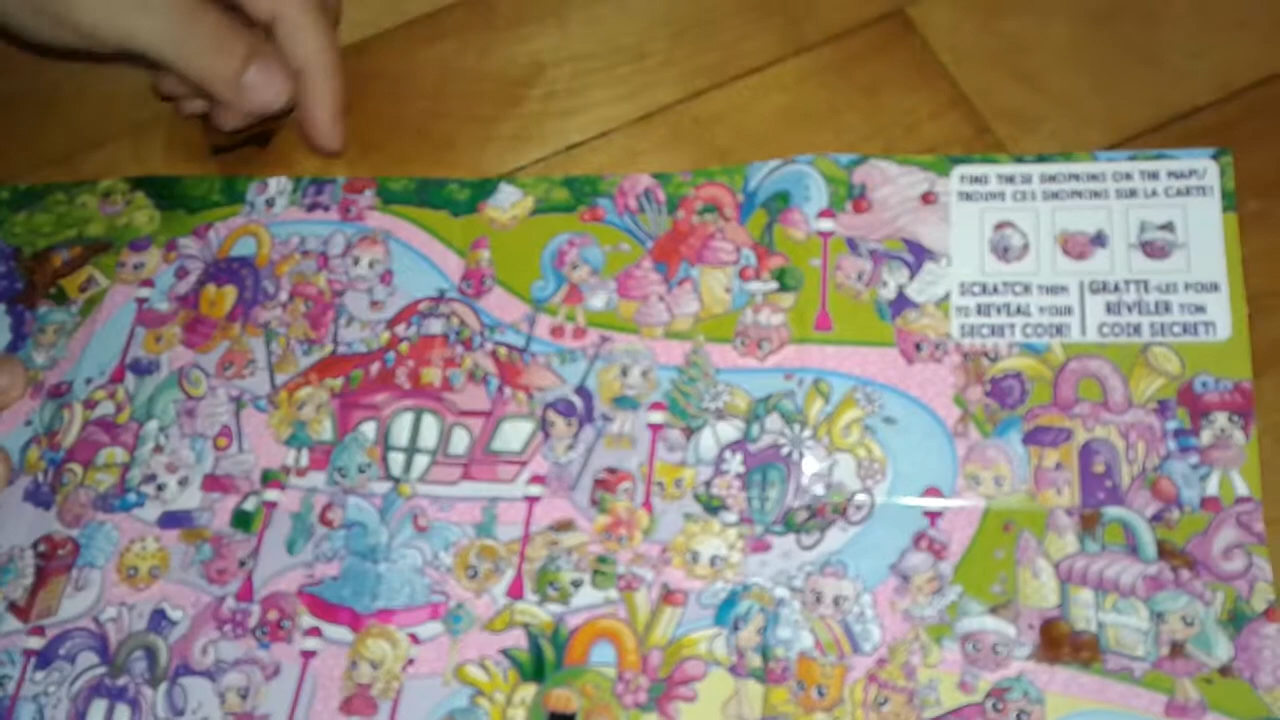 FIND THESE SHOPKINS ON THE MAP!/
TROUVE CES SHOPKINS SUR LA CARTE!
SCRATCH THEM
TO REVEAL YOUR
SECRET CODE!
GRATTE-LES POUR
RÉVÉLER TON
CODE SECRET!